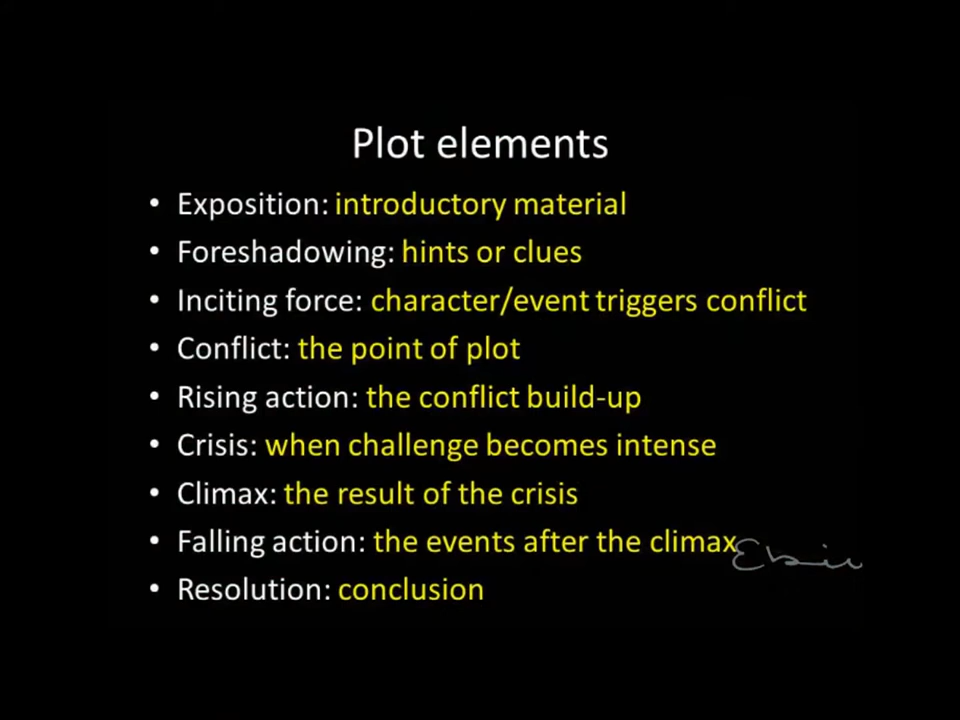 Plot elements
• Exposition: introductory material
• Foreshadowing: hints or clues
• Inciting force: character/event triggers conflict
• Conflict: the point of plot
• Rising action: the conflict build-up
• Crisis: when challenge becomes intense
• Climax: the result of the crisis
• Falling action: the events after the climax
• Resolution: conclusion